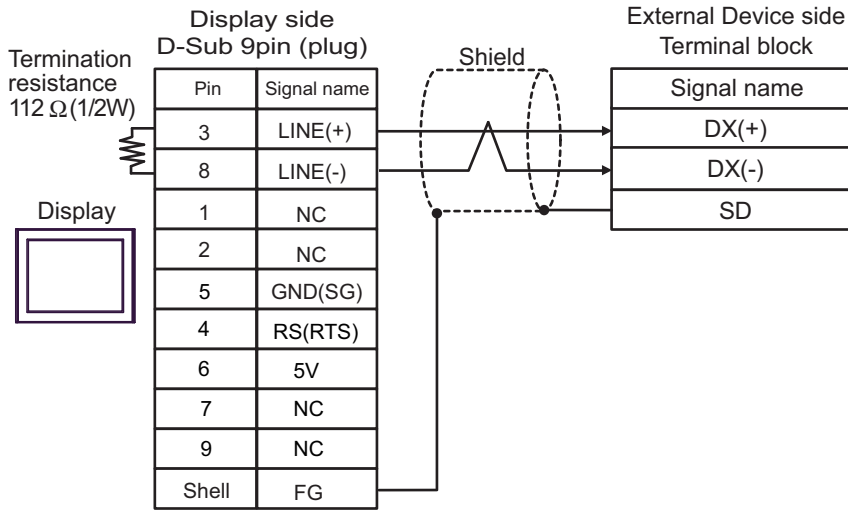 Display side
D-Sub 9pin (plug)
External Device side
Terminal block
Termination
resistance
112 Ω (1/2W)
Shield
Display
Pin Signal name
3 LINE(+)
8 LINE(-)
1 NC
2 NC
5 GND(SG)
4 RS(RTS)
6 5V
7 NC
9 NC
Shell FG
Signal name
DX(+)
DX(-)
SD